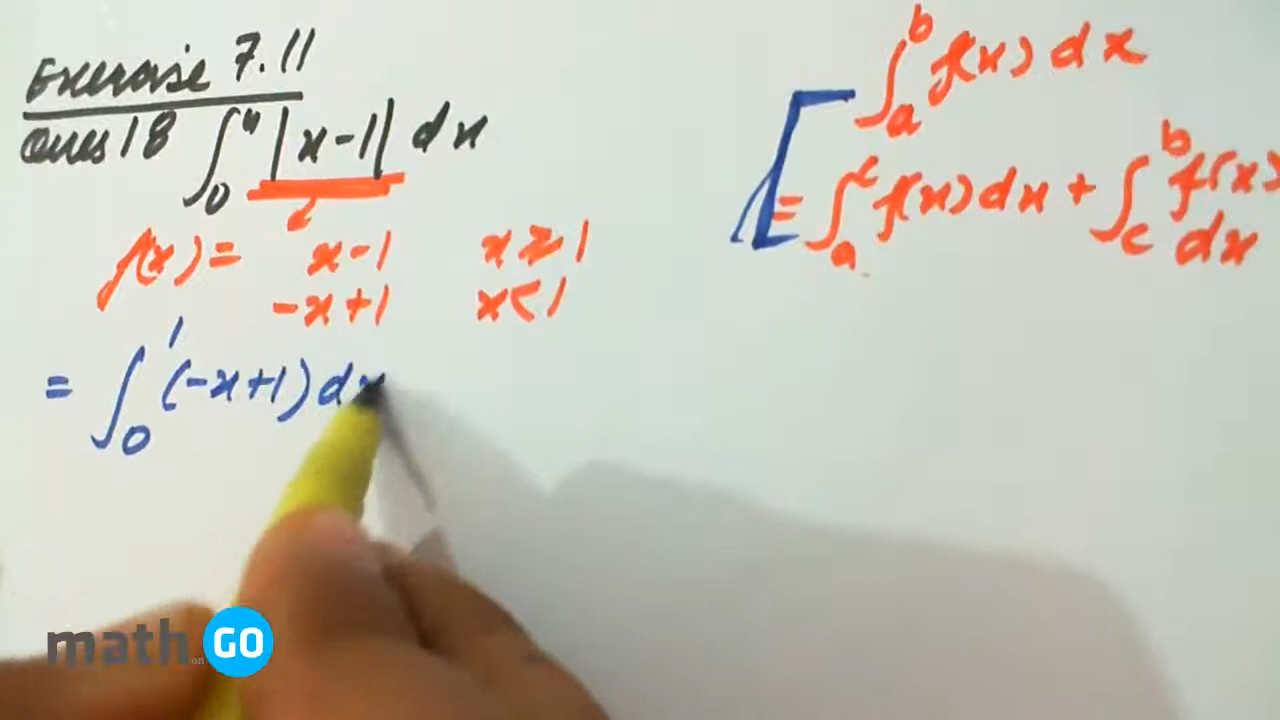 Exercise 7.11
Ques 18 ∫₀⁴ |x-1| dx
f(x) = x-1 x≥1
-x+1 x<1
= ∫₀¹ (-x+1) dx
∫ₐᵇ f(x) dx
= ∫ₐᶜ f(x) dx + ∫꜀ᵇ f(x)
dx
math on GO